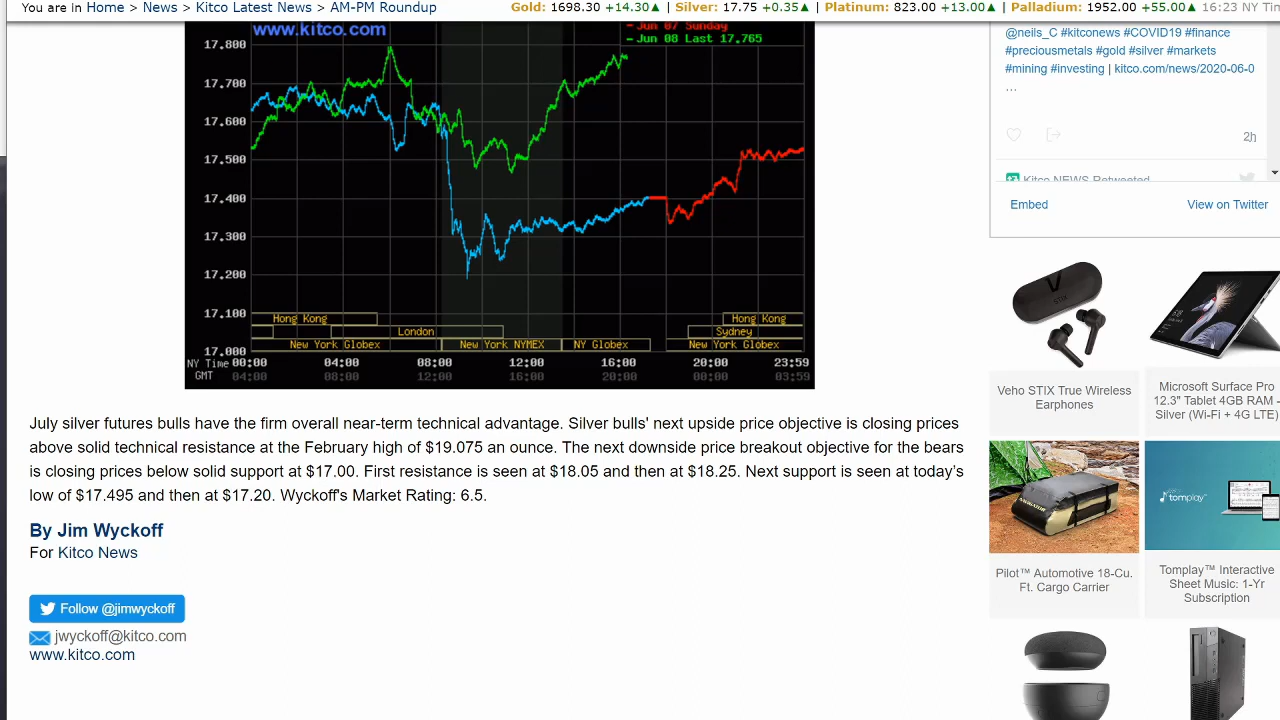 You are in Home > News > Kitco Latest News > AM-PM Roundup
Gold: 1698.30 +14.30▲ | Silver: 17.75 +0.35▲ | Platinum: 823.00 +13.00▲ | Palladium: 1952.00 +55.00▲ 16:23 NY Tim
www.kitco.com
Jun 07 Sunday
Jun 08 Last 17.765
17,800
17,700
17,600
17,500
17,400
17,300
17,200
17,100
17,000
Hong Kong
Hong Kong
London
Sydney
New York Globex
New York NYMEX
NY Globex
New York Globex
NY Time 00:00 04:00 08:00 12:00 16:00 20:00 23:59
GMT 04:00 08:00 12:00 16:00 20:00 00:00 03:59
July silver futures bulls have the firm overall near-term technical advantage. Silver bulls' next upside price objective is closing prices
above solid technical resistance at the February high of $19.075 an ounce. The next downside price breakout objective for the bears
is closing prices below solid support at $17.00. First resistance is seen at $18.05 and then at $18.25. Next support is seen at today's
low of $17.495 and then at $17.20. Wyckoff's Market Rating: 6.5.
By Jim Wyckoff
For Kitco News
Follow @jimwyckoff
jwyckoff@kitco.com
www.kitco.com
@neils_C #kitconews #COVID19 #finance
#preciousmetals #gold #silver #markets
#mining #investing | kitco.com/news/2020-06-0
…
2h
Kitco NEWS Retweeted
Embed
View on Twitter
Veho STIX True Wireless
Earphones
Microsoft Surface Pro
12.3" Tablet 4GB RAM -
Silver (Wi-Fi + 4G LTE)
NAVIGATOR
tomplay
Pilot™ Automotive 18-Cu.
Ft. Cargo Carrier
Tomplay™ Interactive
Sheet Music: 1-Yr
Subscription